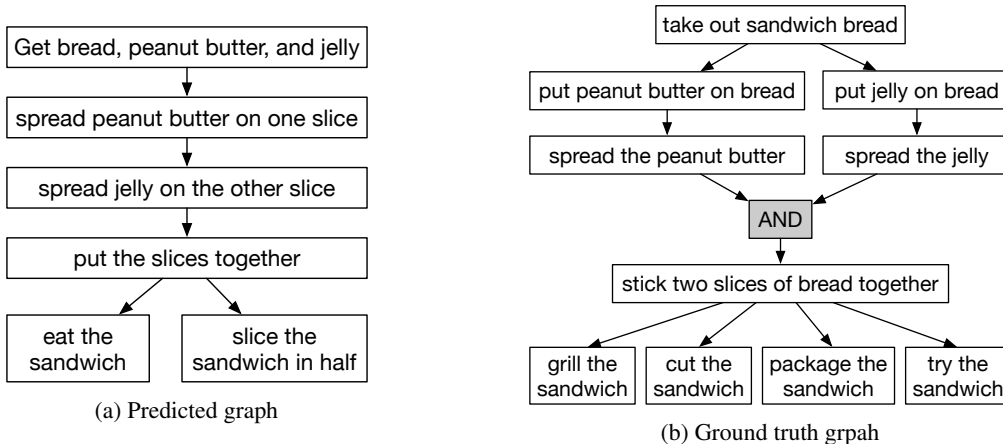 Get bread, peanut butter, and jelly
spread peanut butter on one slice
spread jelly on the other slice
put the slices together
eat the
sandwich
slice the
sandwich in half
(a) Predicted graph
take out sandwich bread
put peanut butter on bread
put jelly on bread
spread the peanut butter
spread the jelly
AND
stick two slices of bread together
grill the
sandwich
cut the
sandwich
package the
sandwich
try the
sandwich
(b) Ground truth grpah